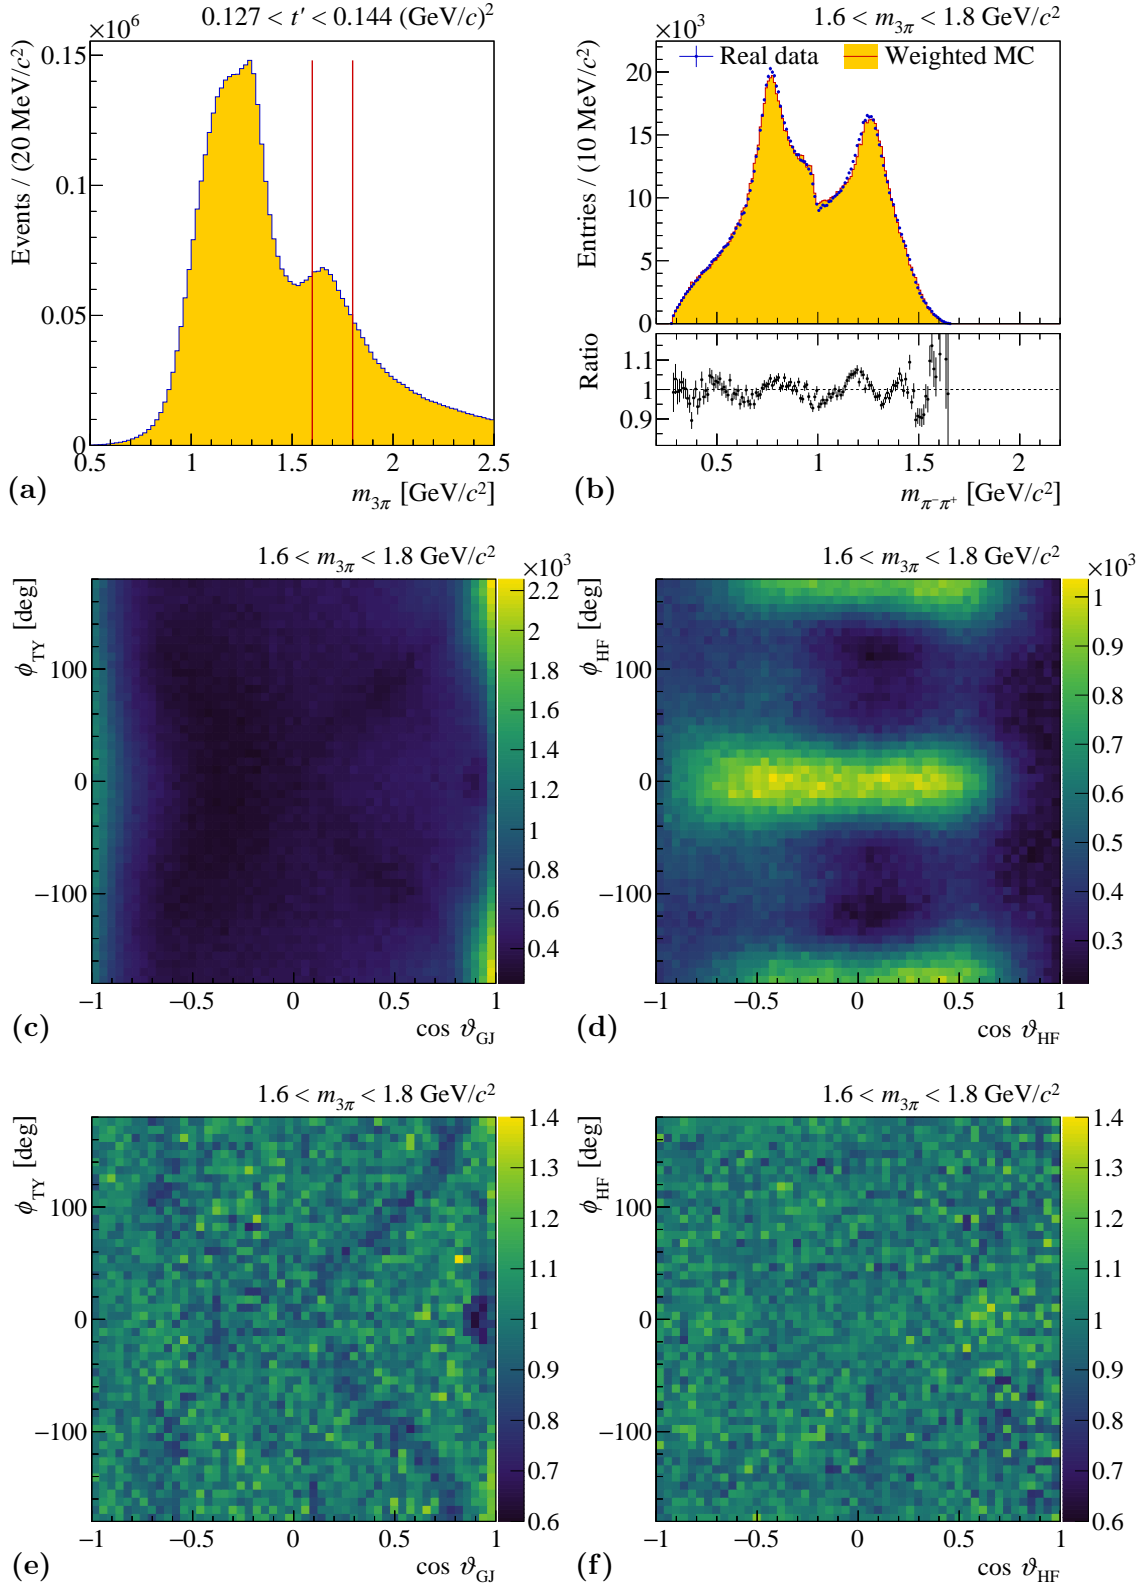 0.127 < t′ < 0.144 (GeV/c)²
×10⁶
Events / (20 MeV/c²)
0.15
0.1
0.05
0
0.5 1 1.5 2 2.5
m₃π [GeV/c²]
(a)
1.6 < m₃π < 1.8 GeV/c²
×10³
Real data Weighted MC
Entries / (10 MeV/c²)
20
15
10
5
0
Ratio
1.1
1
0.9
0.5 1 1.5 2
m_π⁻π⁺ [GeV/c²]
(b)
1.6 < m₃π < 1.8 GeV/c²
×10³
ϕ_TY [deg]
100
0
−100
−1 −0.5 0 0.5 1
cos ϑ_GJ
2.2
2
1.8
1.6
1.4
1.2
1
0.8
0.6
0.4
(c)
1.6 < m₃π < 1.8 GeV/c²
×10³
ϕ_HF [deg]
100
0
−100
−1 −0.5 0 0.5 1
cos ϑ_HF
1
0.9
0.8
0.7
0.6
0.5
0.4
0.3
(d)
1.6 < m₃π < 1.8 GeV/c²
ϕ_TY [deg]
100
0
−100
−1 −0.5 0 0.5 1
cos ϑ_GJ
1.4
1.3
1.2
1.1
1
0.9
0.8
0.7
0.6
(e)
1.6 < m₃π < 1.8 GeV/c²
ϕ_HF [deg]
100
0
−100
−1 −0.5 0 0.5 1
cos ϑ_HF
1.4
1.3
1.2
1.1
1
0.9
0.8
0.7
0.6
(f)